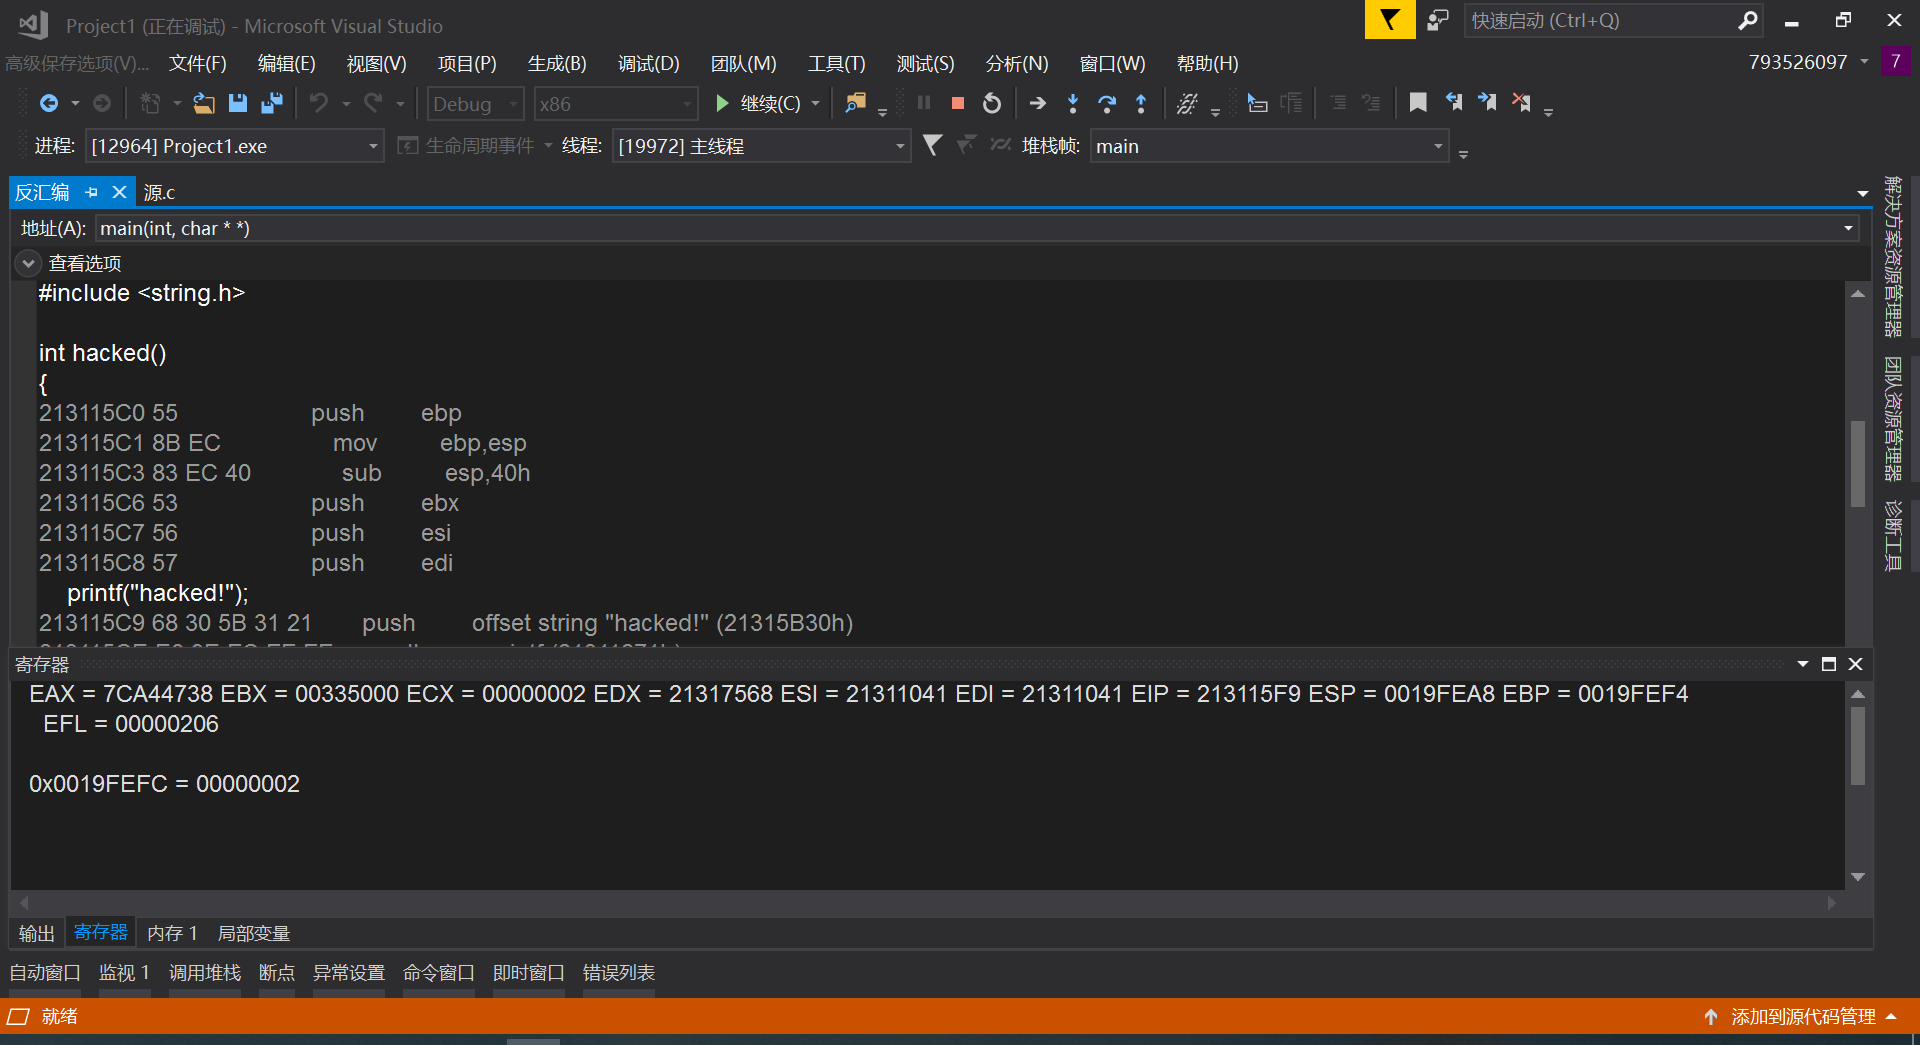 Project1 (正在调试) - Microsoft Visual Studio
快速启动 (Ctrl+Q)
高级保存选项(V)... 文件(F) 编辑(E) 视图(V) 项目(P) 生成(B) 调试(D) 团队(M) 工具(T) 测试(S) 分析(N) 窗口(W) 帮助(H) 793526097 7
Debug x86 继续(C)
进程: [12964] Project1.exe 生命周期事件 线程: [19972] 主线程 堆栈帧: main
反汇编 源.c
地址(A): main(int, char * *)
查看选项
#include <string.h>
int hacked()
{
213115C0 55 push ebp
213115C1 8B EC mov ebp,esp
213115C3 83 EC 40 sub esp,40h
213115C6 53 push ebx
213115C7 56 push esi
213115C8 57 push edi
printf("hacked!");
213115C9 68 30 5B 31 21 push offset string "hacked!" (21315B30h)
寄存器
EAX = 7CA44738 EBX = 00335000 ECX = 00000002 EDX = 21317568 ESI = 21311041 EDI = 21311041 EIP = 213115F9 ESP = 0019FEA8 EBP = 0019FEF4
EFL = 00000206
0x0019FEFC = 00000002
输出 寄存器 内存 1 局部变量
自动窗口 监视 1 调用堆栈 断点 异常设置 命令窗口 即时窗口 错误列表
就绪 添加到源代码管理
解决方案资源管理器
团队资源管理器
诊断工具